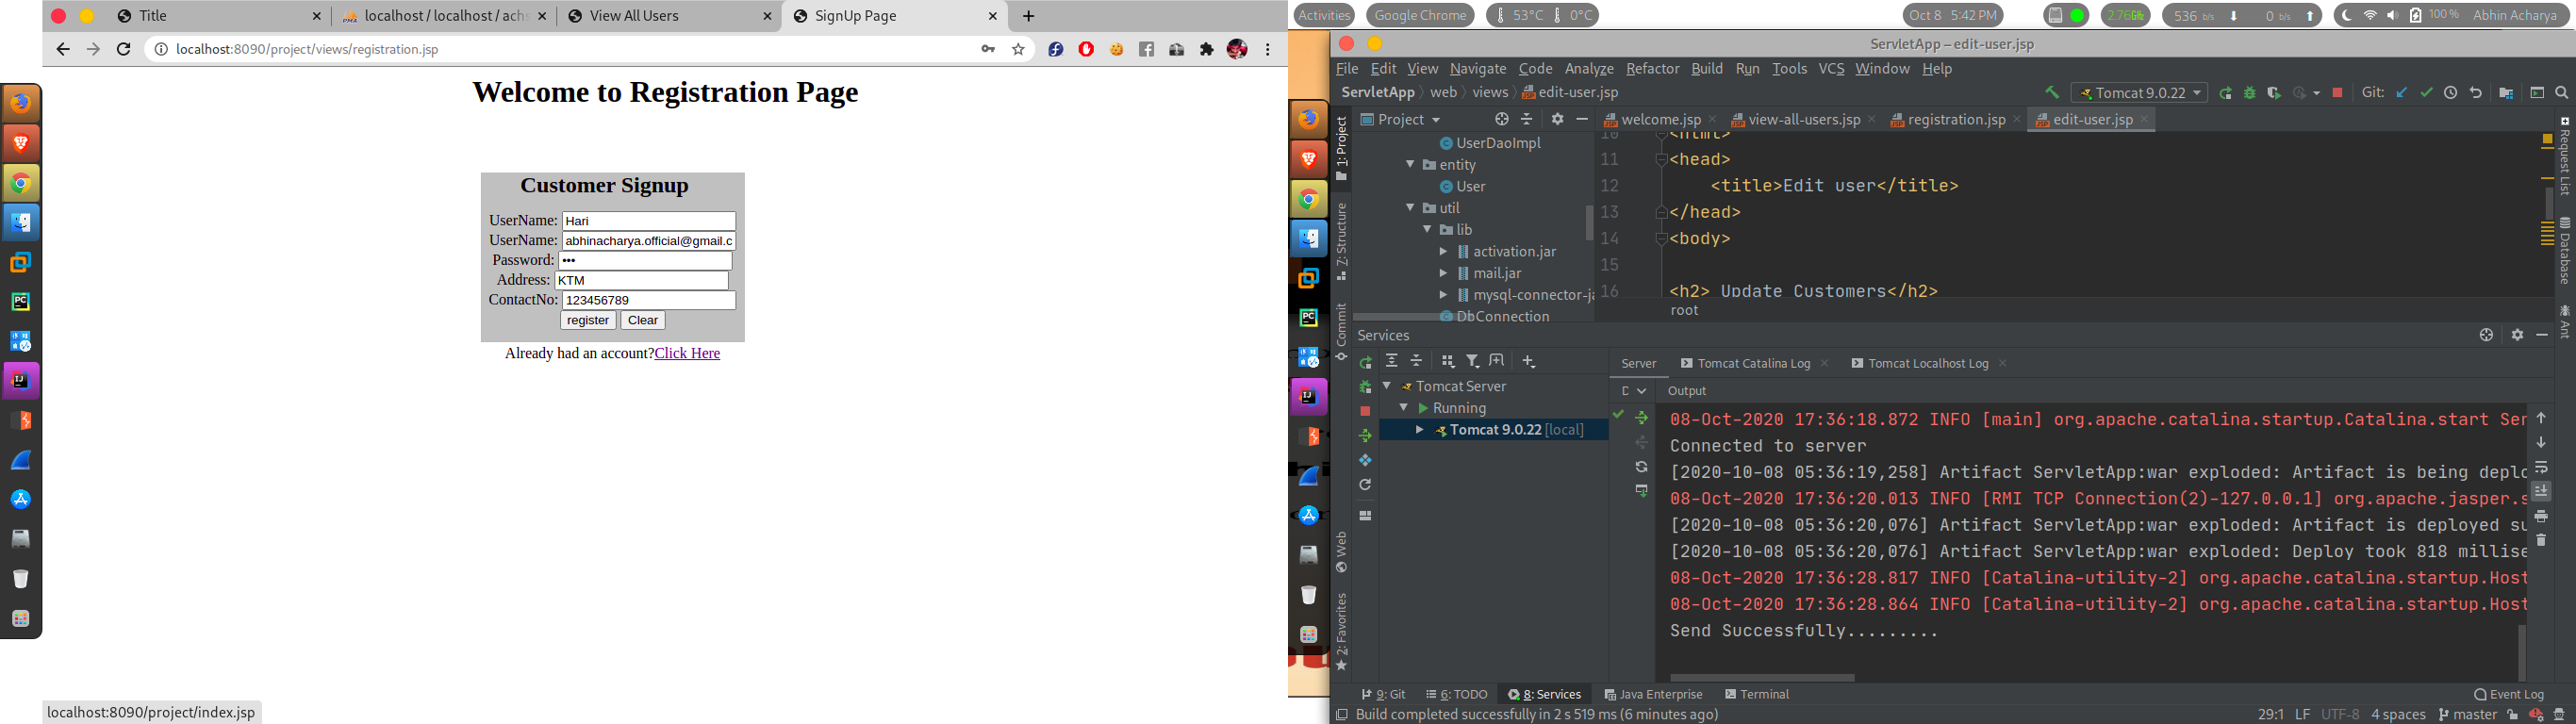 Title
localhost / localhost / ach
View All Users
SignUp Page
localhost:8090/project/views/registration.jsp
Welcome to Registration Page
Customer Signup
UserName: Hari
UserName: abhinacharya.official@gmail.c
Password: •••
Address: KTM
ContactNo: 123456789
register Clear
Already had an account?Click Here
localhost:8090/project/index.jsp
Activities
Google Chrome
53°C 0°C
Oct 8 5:42 PM
536 b/s 0 b/s
100 %
Abhin Acharya
ServletApp – edit-user.jsp
File Edit View Navigate Code Analyze Refactor Build Run Tools VCS Window Help
ServletApp web views edit-user.jsp
Tomcat 9.0.22
Git:
Project
welcome.jsp
view-all-users.jsp
registration.jsp
edit-user.jsp
1: Project
Z: Structure
Commit
Web
2: Favorites
UserDaoImpl
entity
User
util
lib
activation.jar
mail.jar
mysql-connector-ja
DbConnection
10 <html>
11 <head>
12 <title>Edit user</title>
13 </head>
14 <body>
15
16 <h2> Update Customers</h2>
root
Request List
Database
Ant
Services
Tomcat Server
Running
Tomcat 9.0.22 [local]
Server
Tomcat Catalina Log
Tomcat Localhost Log
Output
08-Oct-2020 17:36:18.872 INFO [main] org.apache.catalina.startup.Catalina.start Ser
Connected to server
[2020-10-08 05:36:19,258] Artifact ServletApp:war exploded: Artifact is being deplo
08-Oct-2020 17:36:20.013 INFO [RMI TCP Connection(2)-127.0.0.1] org.apache.jasper.s
[2020-10-08 05:36:20,076] Artifact ServletApp:war exploded: Artifact is deployed su
[2020-10-08 05:36:20,076] Artifact ServletApp:war exploded: Deploy took 818 millise
08-Oct-2020 17:36:28.817 INFO [Catalina-utility-2] org.apache.catalina.startup.Host
08-Oct-2020 17:36:28.864 INFO [Catalina-utility-2] org.apache.catalina.startup.Host
Send Successfully.........
9: Git
6: TODO
8: Services
Java Enterprise
Terminal
Event Log
Build completed successfully in 2 s 519 ms (6 minutes ago)
29:1 LF UTF-8 4 spaces master